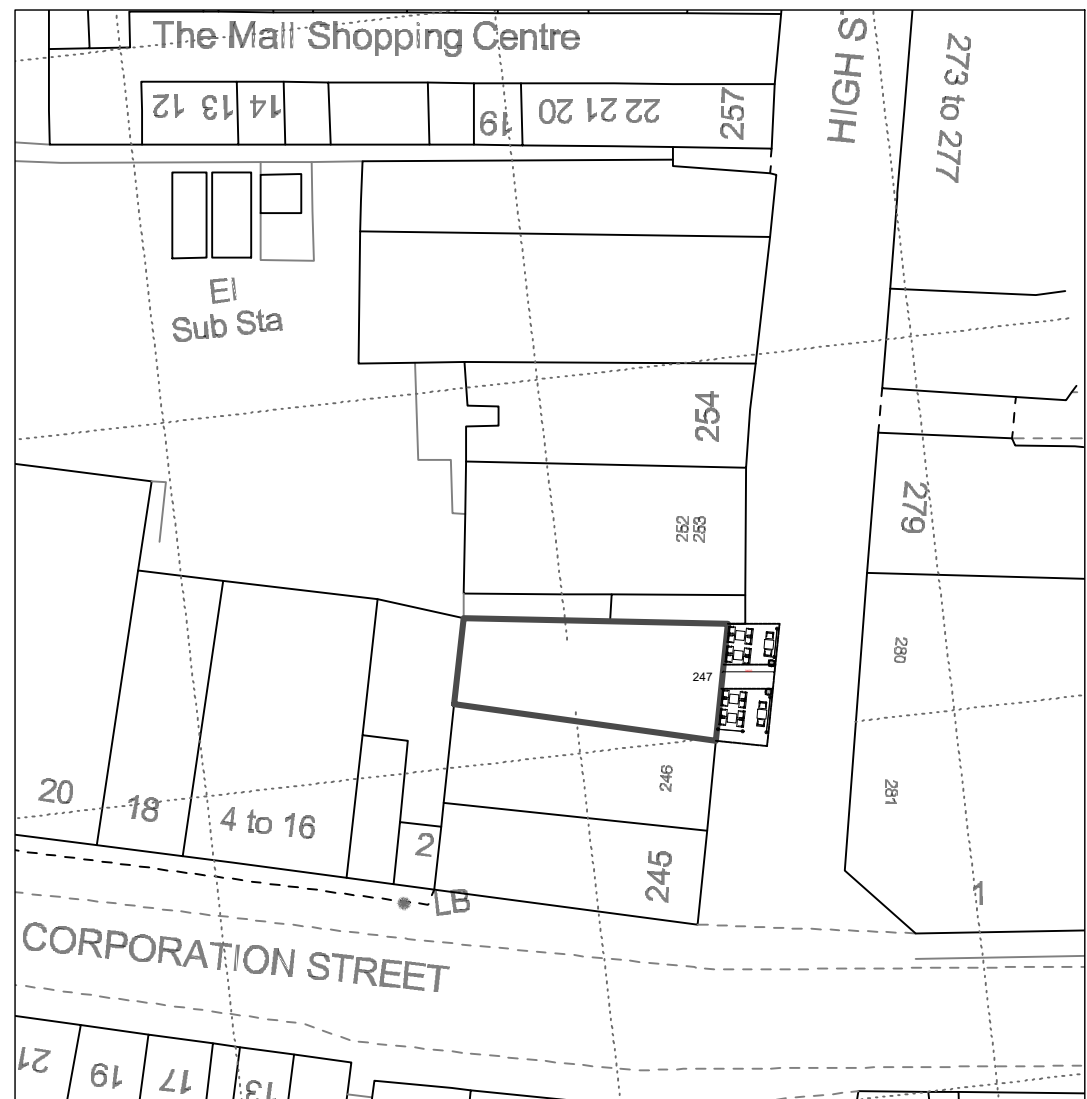 The Mall Shopping Centre
12 13 14 19 20 21 22 257
S HIGH
273 to 277
El
Sub Sta
254
252
253
279
247
280
246
281
20
18
4 to 16
2
245
1
LB
CORPORATION STREET
21
19
17
13